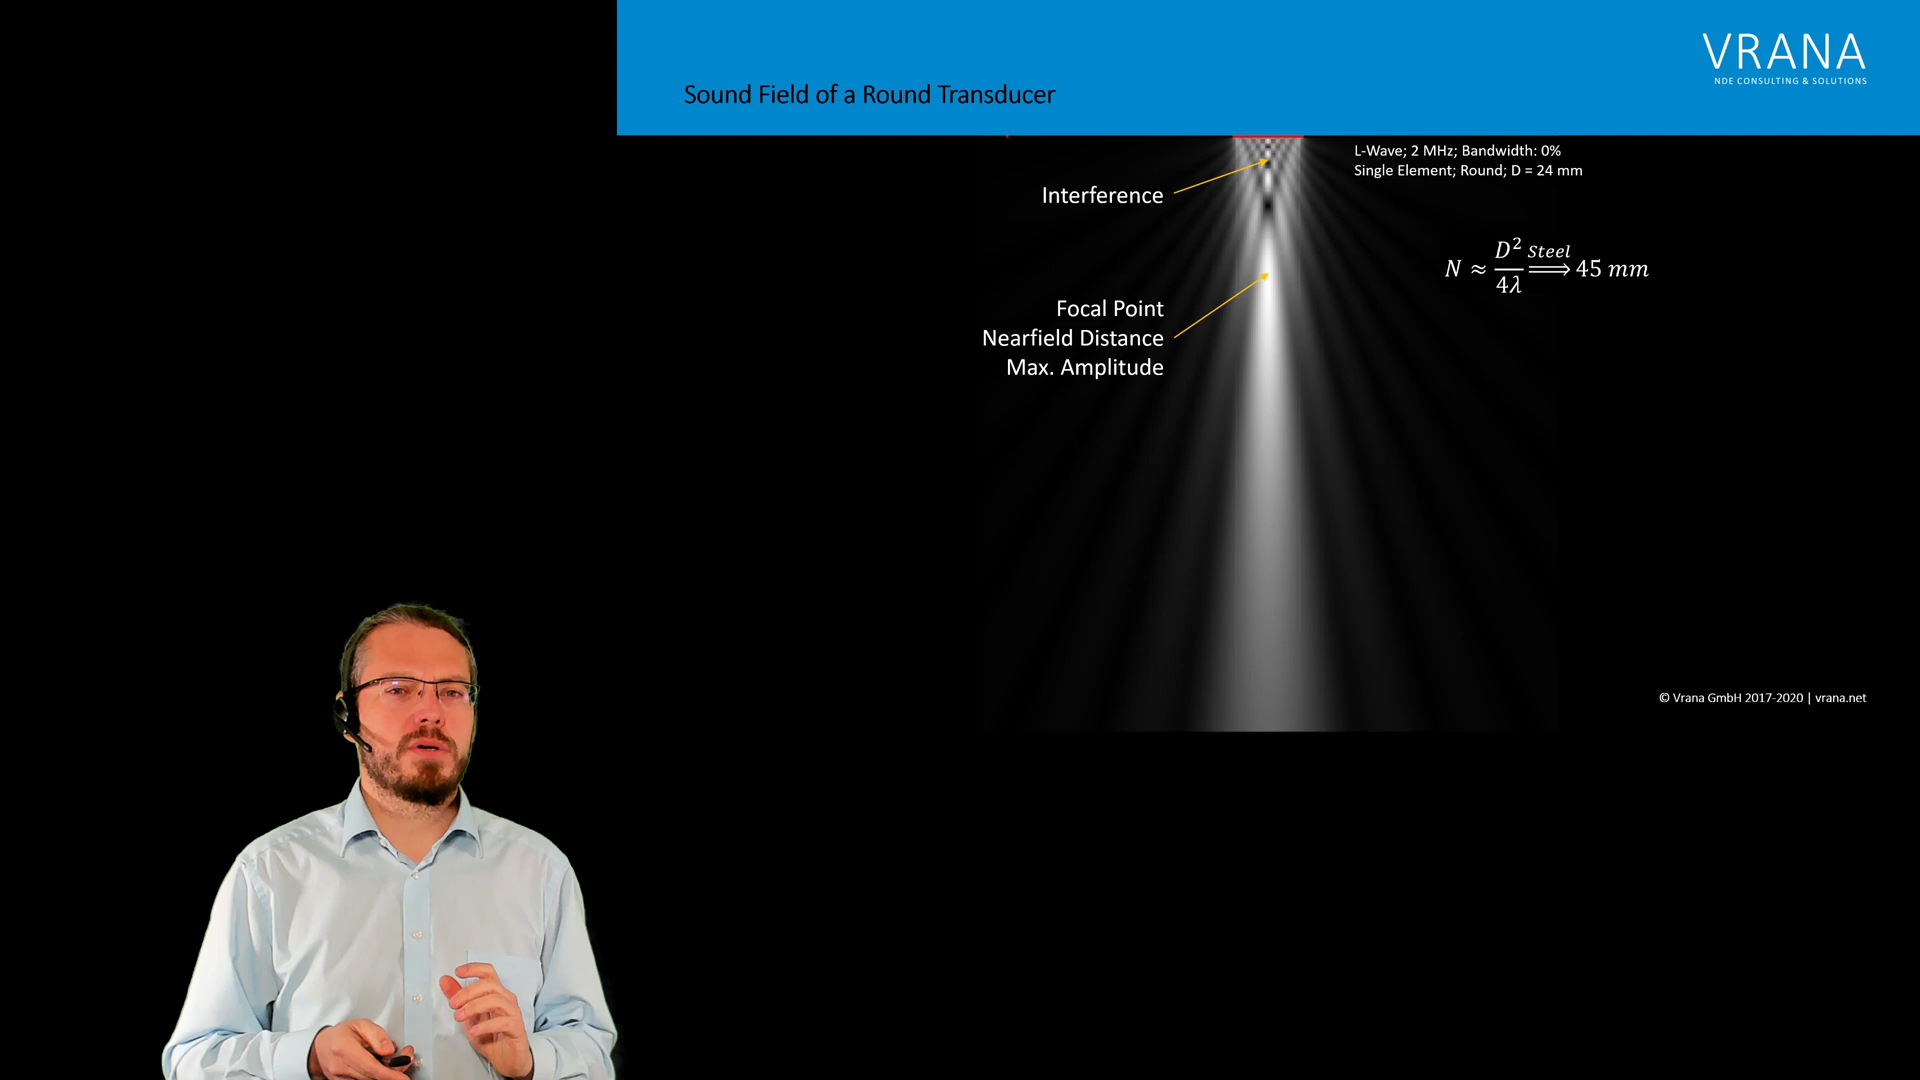 VRANA
NDE CONSULTING & SOLUTIONS
Sound Field of a Round Transducer
L-Wave; 2 MHz; Bandwidth: 0%
Single Element; Round; D = 24 mm
Interference
N ≈ D²/4λ Steel⟹ 45 mm
Focal Point
Nearfield Distance
Max. Amplitude
© Vrana GmbH 2017-2020 | vrana.net